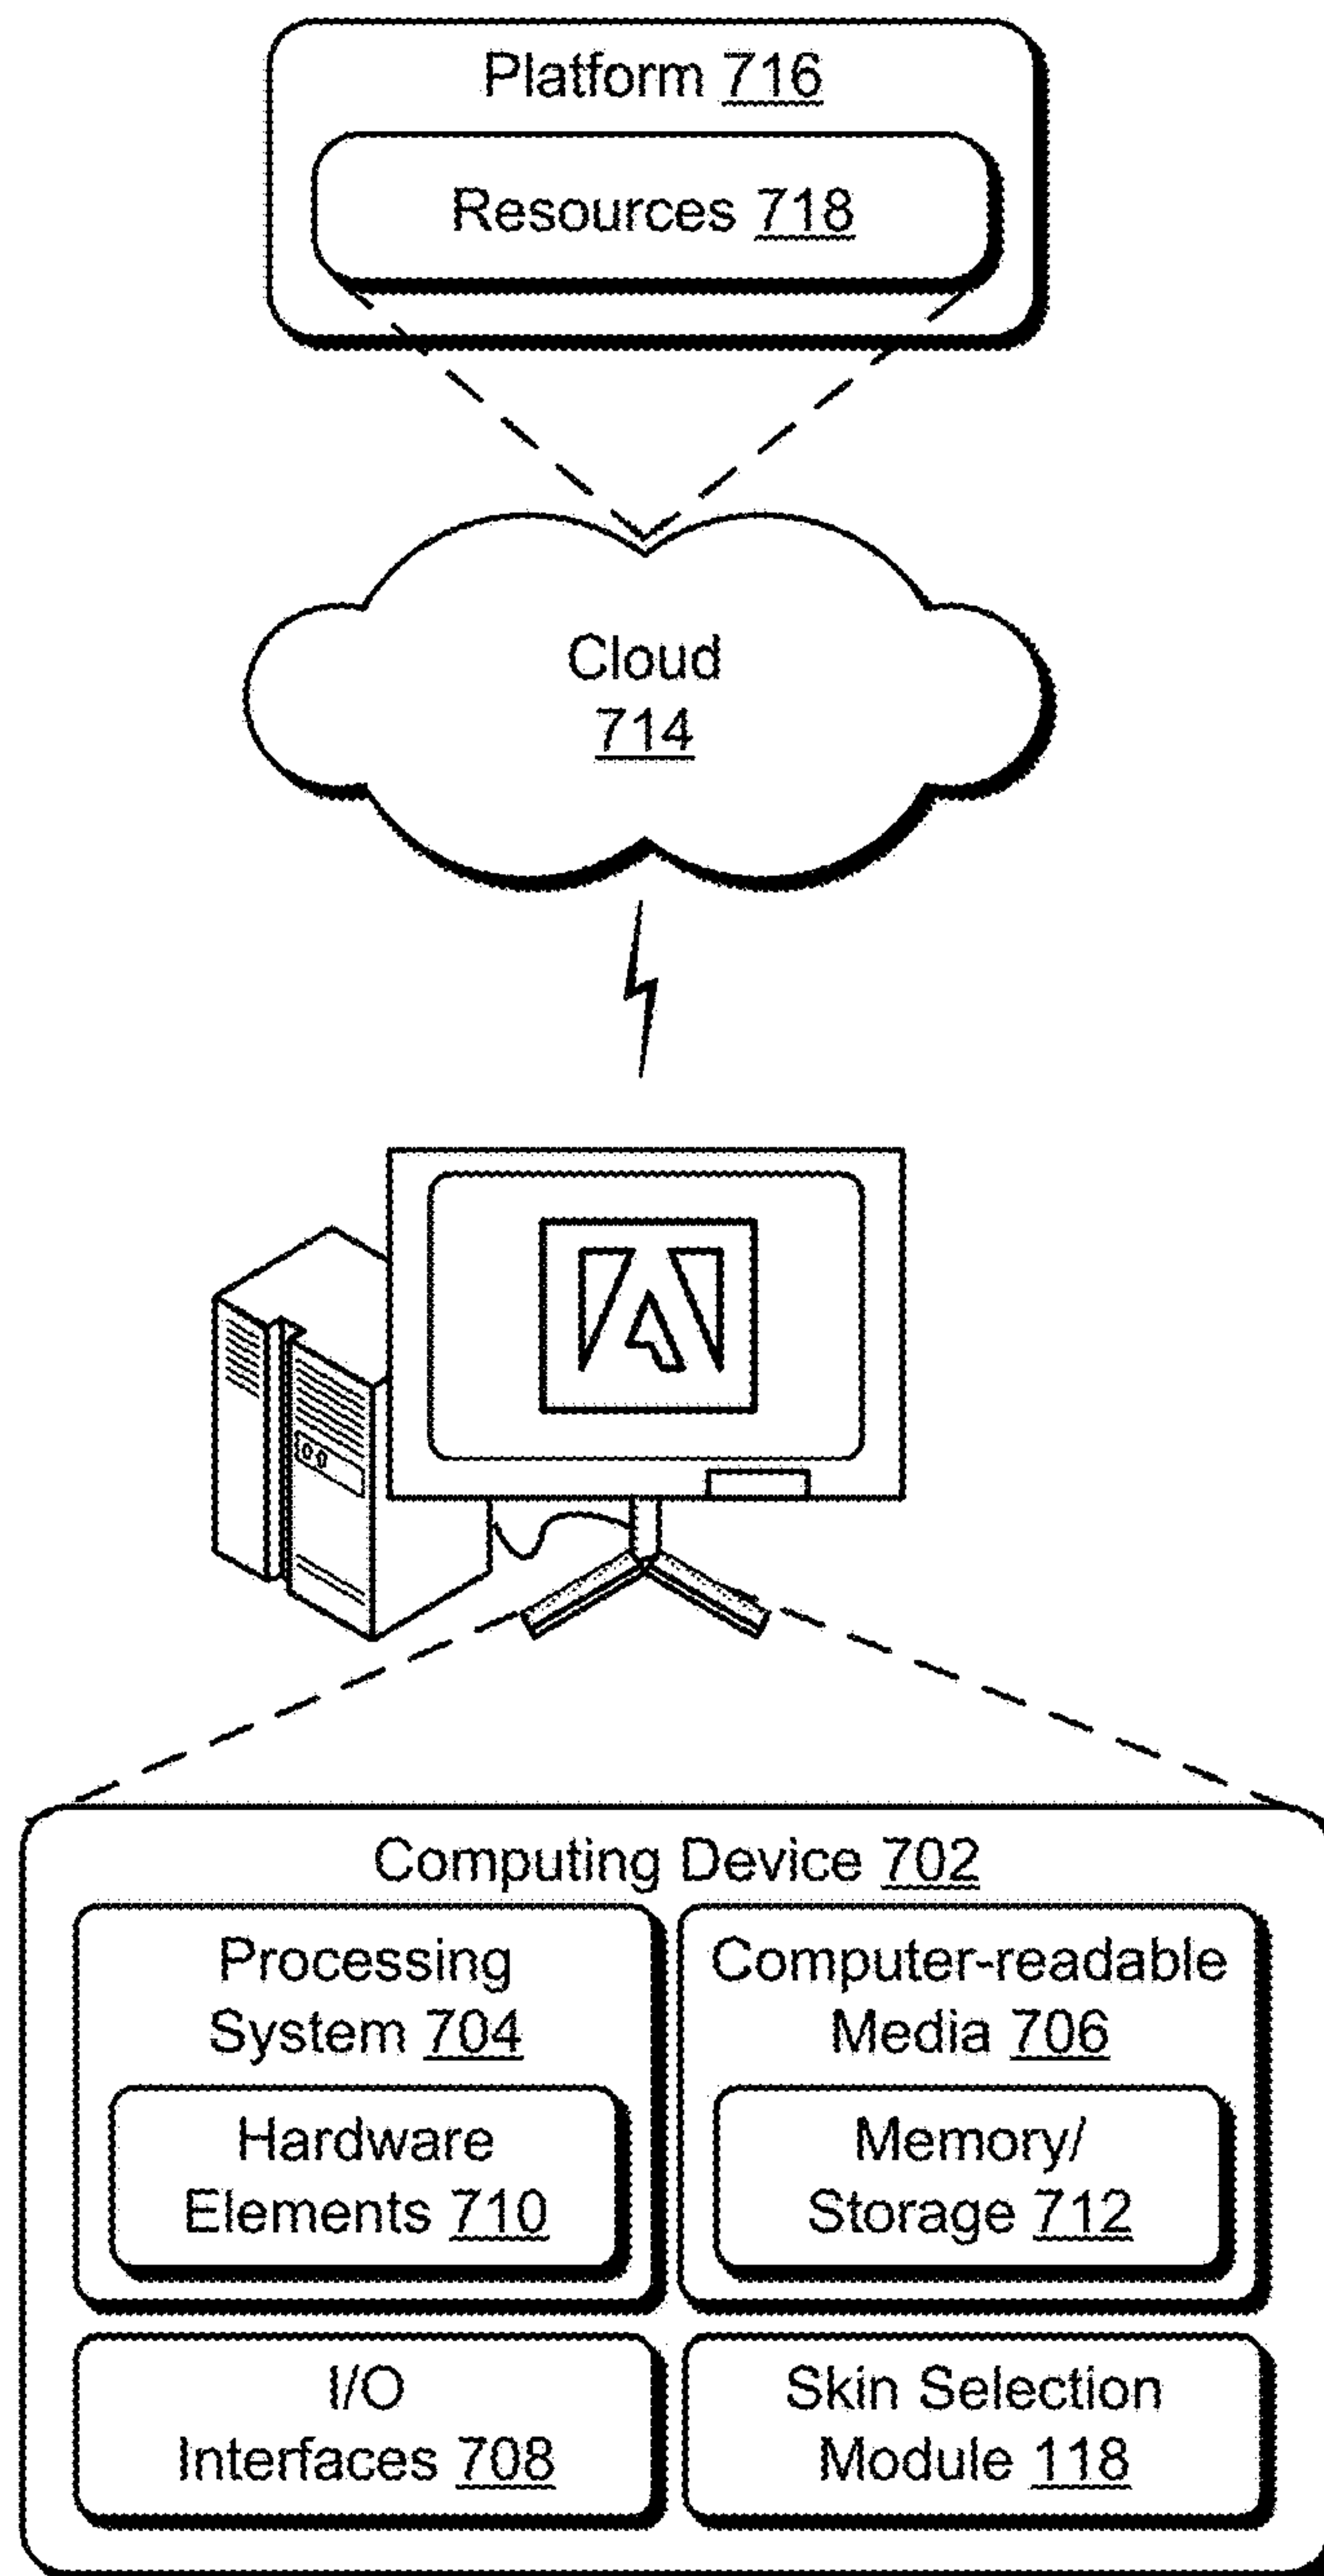 Platform 716
Resources 718
Cloud
714
Computing Device 702
Processing
System 704
Hardware
Elements 710
Computer-readable
Media 706
Memory/
Storage 712
I/O
Interfaces 708
Skin Selection
Module 118